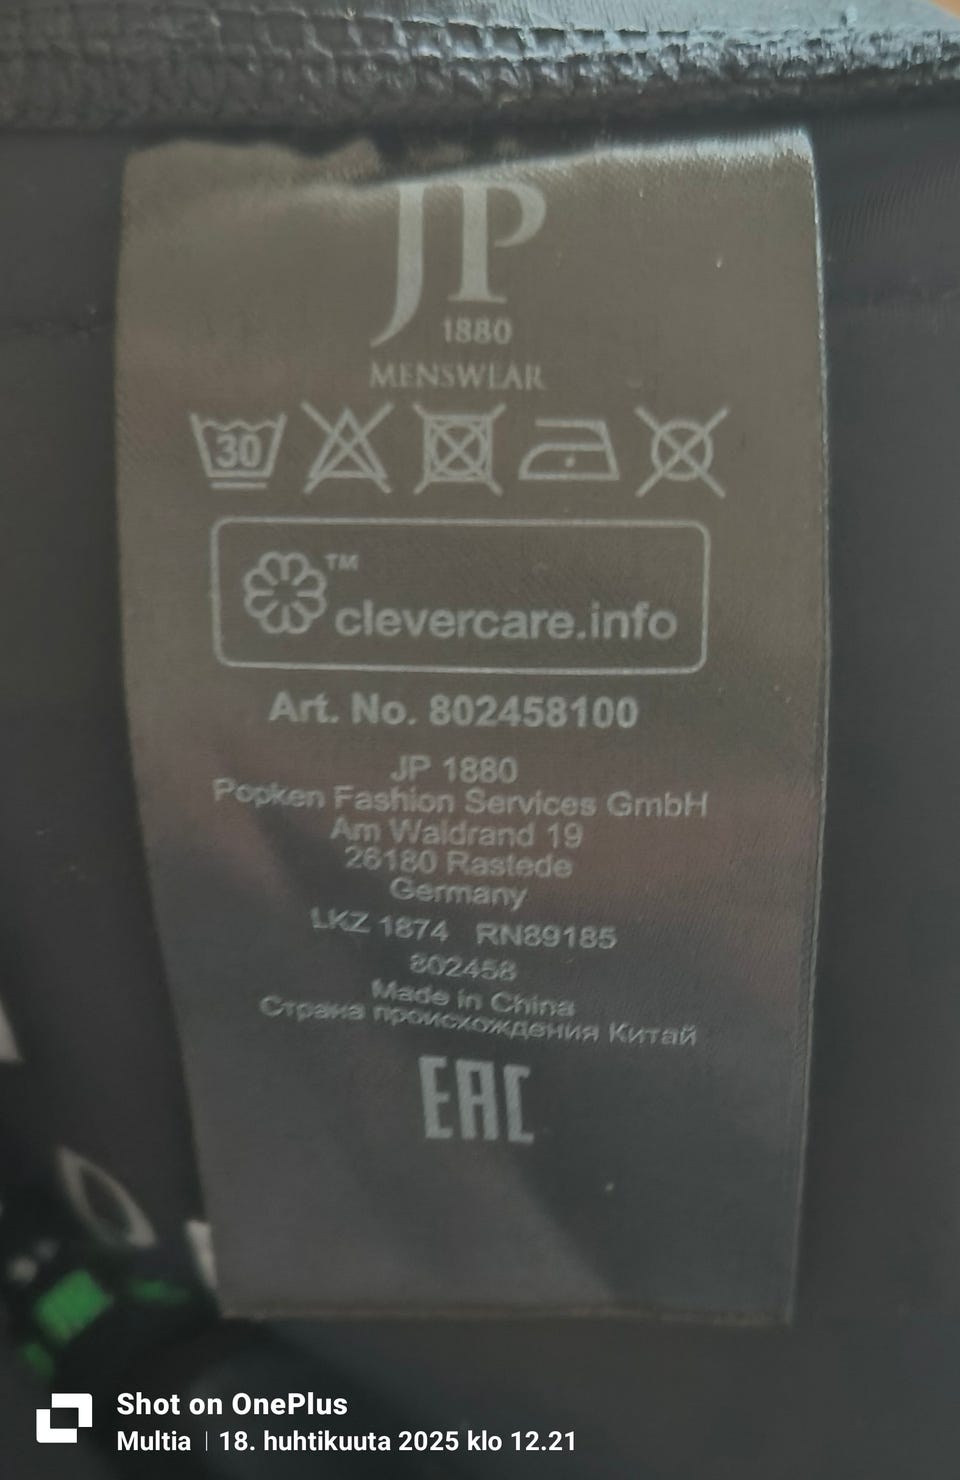 JP
1880
MENSWEAR
30
TM
clevercare.info
Art. No. 802458100
JP 1880
Popken Fashion Services GmbH
Am Waldrand 19
26180 Rastede
Germany
LKZ 1874 RN89185
802458
Made in China
Страна происхождения Китай
EAC
Shot on OnePlus
Multia | 18. huhtikuuta 2025 klo 12.21